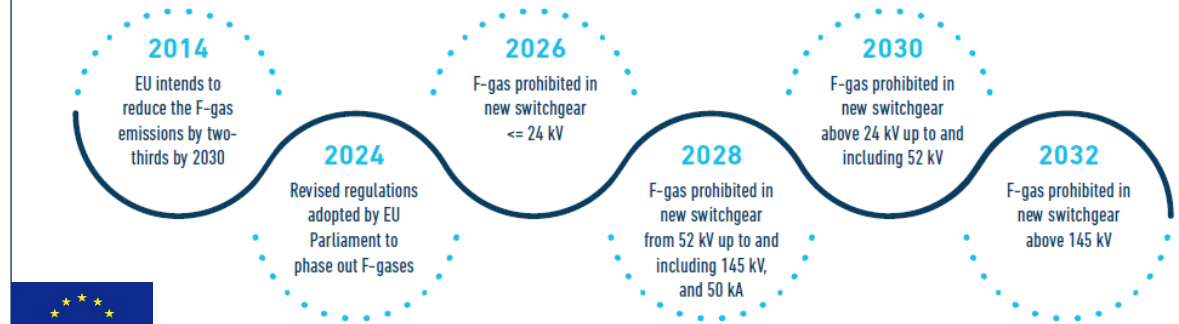 2014
EU intends to
reduce the F-gas
emissions by two-
thirds by 2030
2024
Revised regulations
adopted by EU
Parliament to
phase out F-gases
2026
F-gas prohibited in
new switchgear
<= 24 kV
2028
F-gas prohibited in
new switchgear
from 52 kV up to and
including 145 kV,
and 50 kA
2030
F-gas prohibited in
new switchgear
above 24 kV up to and
including 52 kV
2032
F-gas prohibited in
new switchgear
above 145 kV